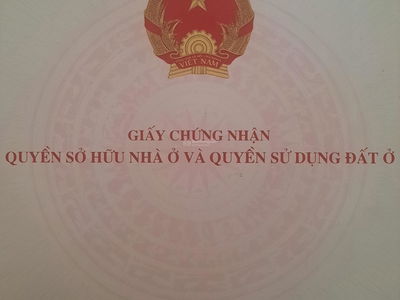 VIỆT NAM
GIẤY CHỨNG NHẬN
QUYỀN SỞ HỮU NHÀ Ở VÀ QUYỀN SỬ DỤNG ĐẤT Ở